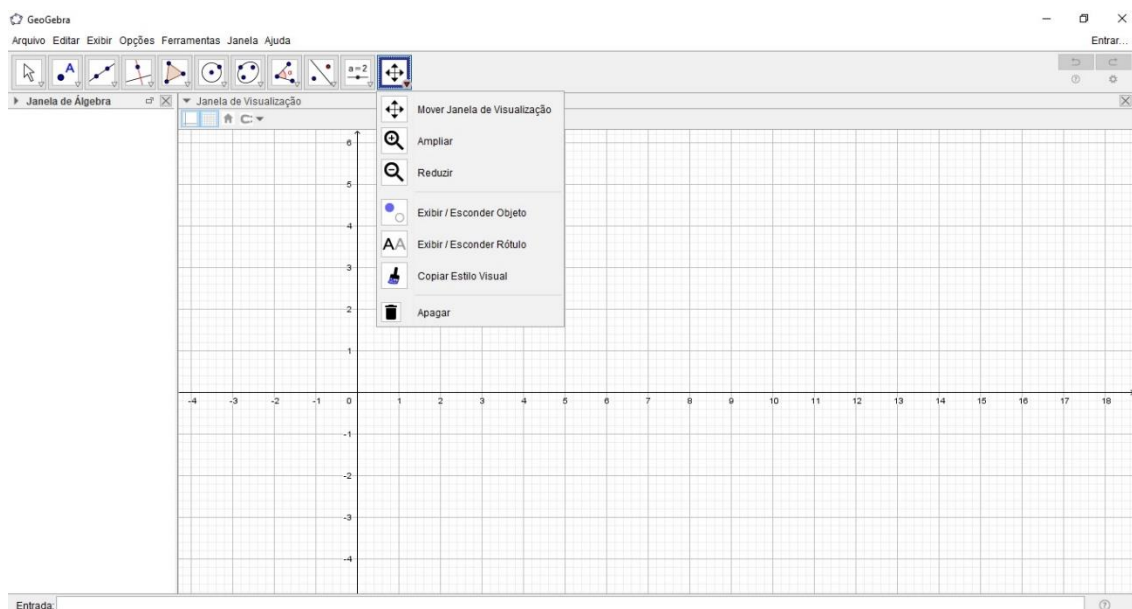 GeoGebra
Arquivo Editar Exibir Opções Ferramentas Janela Ajuda
Entrar...
A
a=2
Janela de Álgebra
Janela de Visualização
Mover Janela de Visualização
Ampliar
Reduzir
Exibir / Esconder Objeto
AA Exibir / Esconder Rótulo
Copiar Estilo Visual
Apagar
6
5
4
3
2
1
-4 -3 -2 -1 0 1 2 3 4 5 6 7 8 9 10 11 12 13 14 15 16 17 18
-1
-2
-3
-4
Entrada: